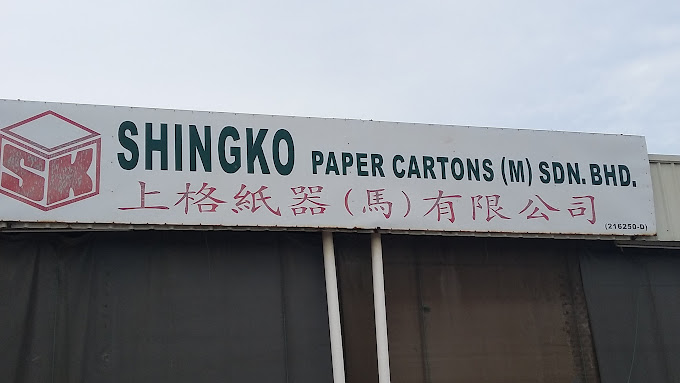 SK
SHINGKO PAPER CARTONS (M) SDN. BHD.
上格紙器(馬)有限公司
(216250-D)